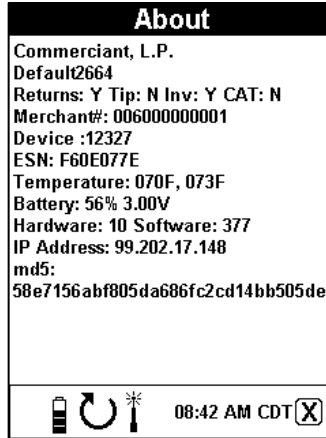 About
Commerciant, L.P.
Default2664
Returns: Y Tip: N Inv: Y CAT: N
Merchant#: 006000000001
Device :12327
ESN: F60E077E
Temperature: 070F, 073F
Battery: 56% 3.00V
Hardware: 10 Software: 377
IP Address: 99.202.17.148
md5:
58e7156abf805da686fc2cd14bb505de
08:42 AM CDT X